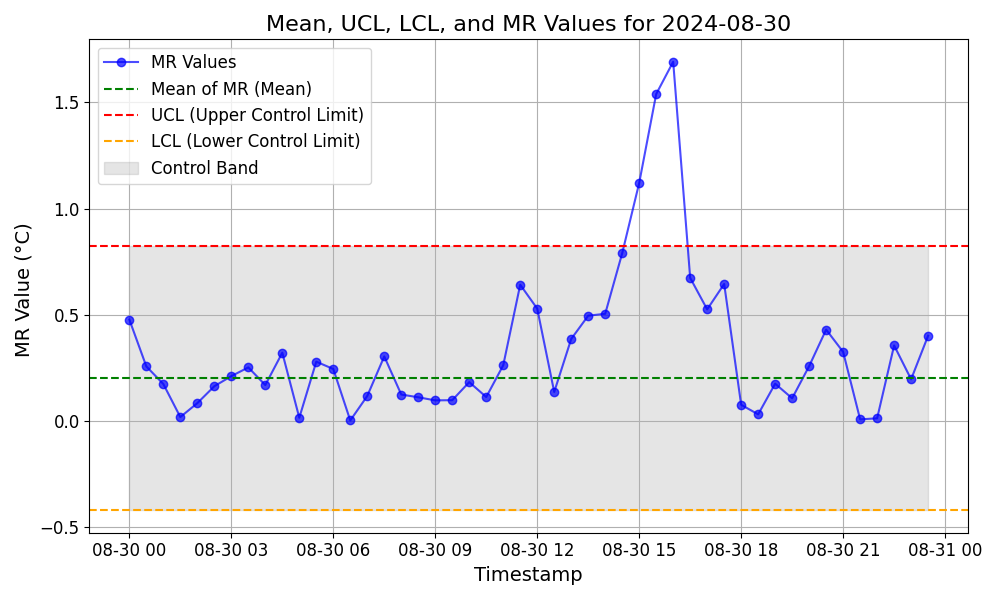 Mean, UCL, LCL, and MR Values for 2024-08-30
MR Values
Mean of MR (Mean)
UCL (Upper Control Limit)
LCL (Lower Control Limit)
Control Band
MR Value (°C)
1.5
1.0
0.5
0.0
−0.5
08-30 00 08-30 03 08-30 06 08-30 09 08-30 12 08-30 15 08-30 18 08-30 21 08-31 00
Timestamp